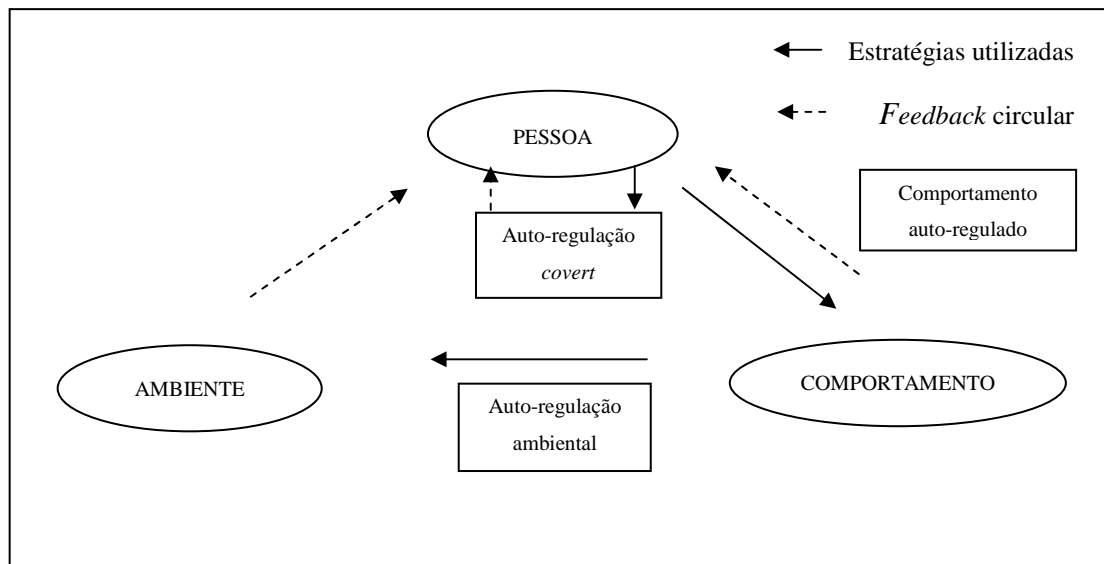 Estratégias utilizadas
Feedback circular
PESSOA
Comportamento
auto-regulado
Auto-regulação
covert
AMBIENTE
COMPORTAMENTO
Auto-regulação
ambiental